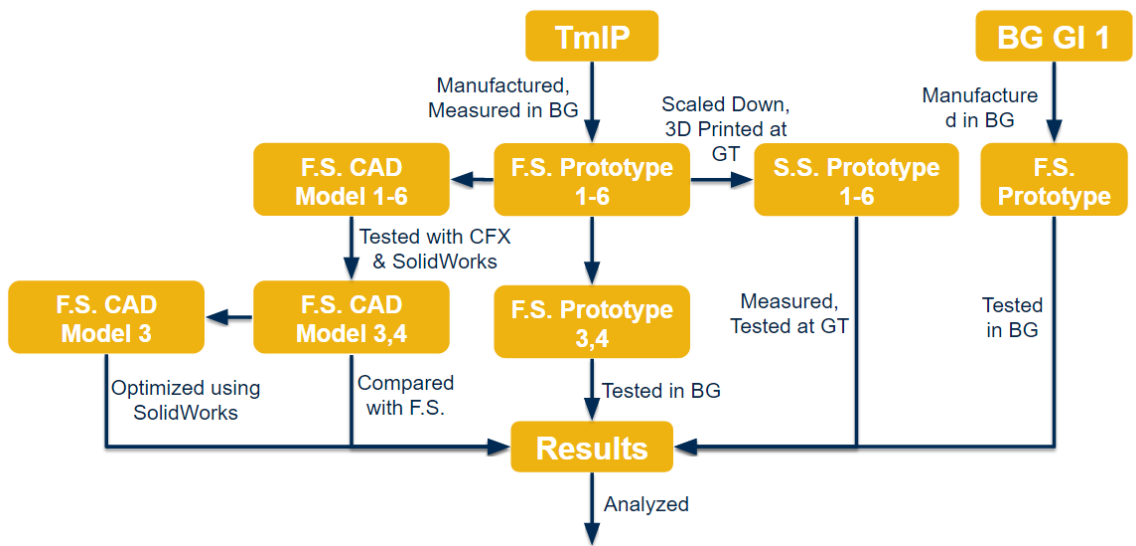 TmIP
BG GI 1
Manufactured,
Measured in BG
Scaled Down,
3D Printed at
GT
Manufacture
d in BG
F.S. CAD
Model 1-6
F.S. Prototype
1-6
S.S. Prototype
1-6
F.S.
Prototype
Tested with CFX
& SolidWorks
F.S. CAD
Model 3
F.S. CAD
Model 3,4
F.S. Prototype
3,4
Measured,
Tested at GT
Tested
in BG
Optimized using
SolidWorks
Compared
with F.S.
Tested in BG
Results
Analyzed